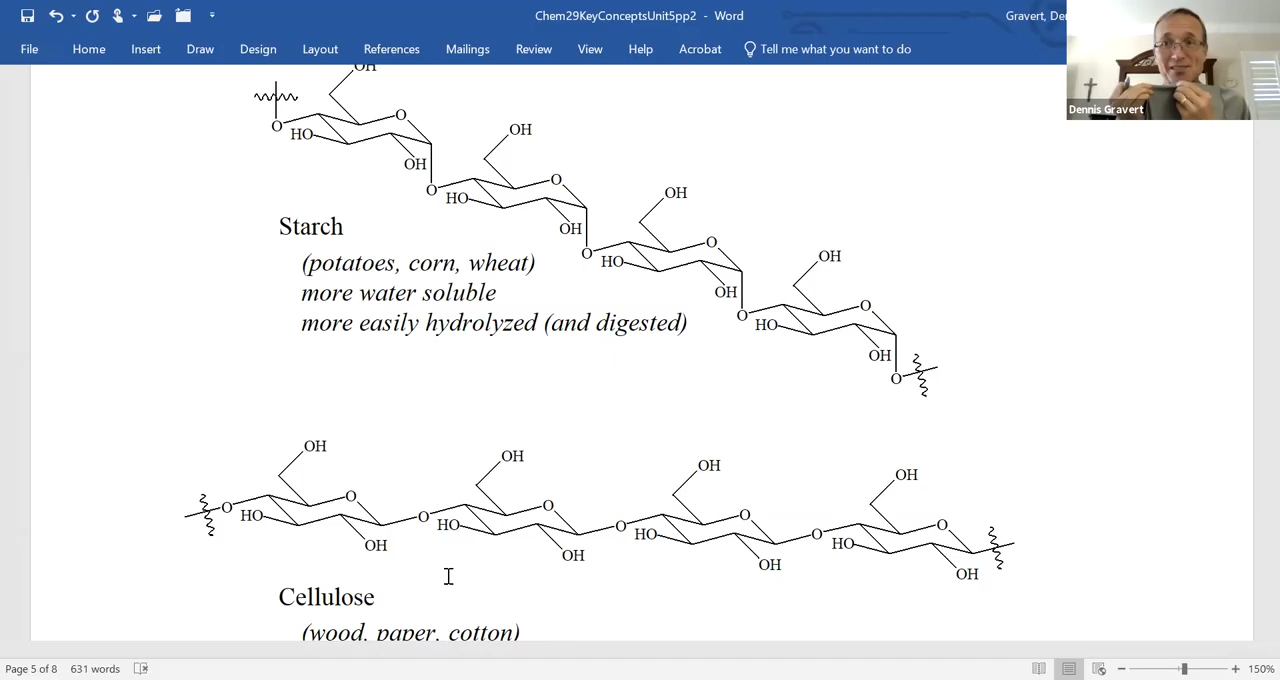 Chem29KeyConceptsUnit5pp2 - Word
Gravert, Der
File Home Insert Draw Design Layout References Mailings Review View Help Acrobat Tell me what you want to do
Dennis Gravert
OH
O
O
HO
OH
OH
O
O
HO
OH
OH
O
O
HO
OH
OH
O
O
HO
OH
O
Starch
(potatoes, corn, wheat)
more water soluble
more easily hydrolyzed (and digested)
OH
OH
OH
OH
O
O
O
O
O
O
O
O
HO
HO
HO
HO
OH
OH
OH
OH
Cellulose
(wood, paper, cotton)
Page 5 of 8 631 words
150%